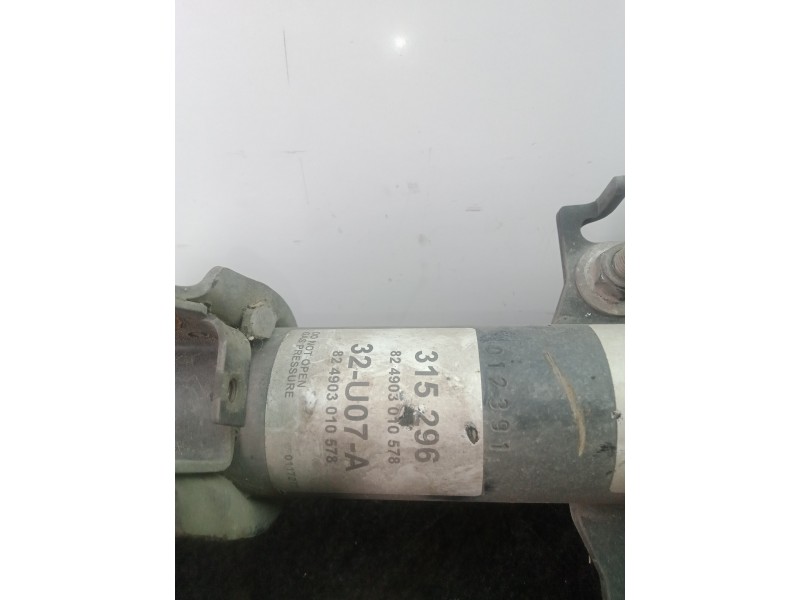 315 296
82 4903 010 578
32-U07-A
82 4903 010 578
DO NOT OPEN
GAS PRESSURE